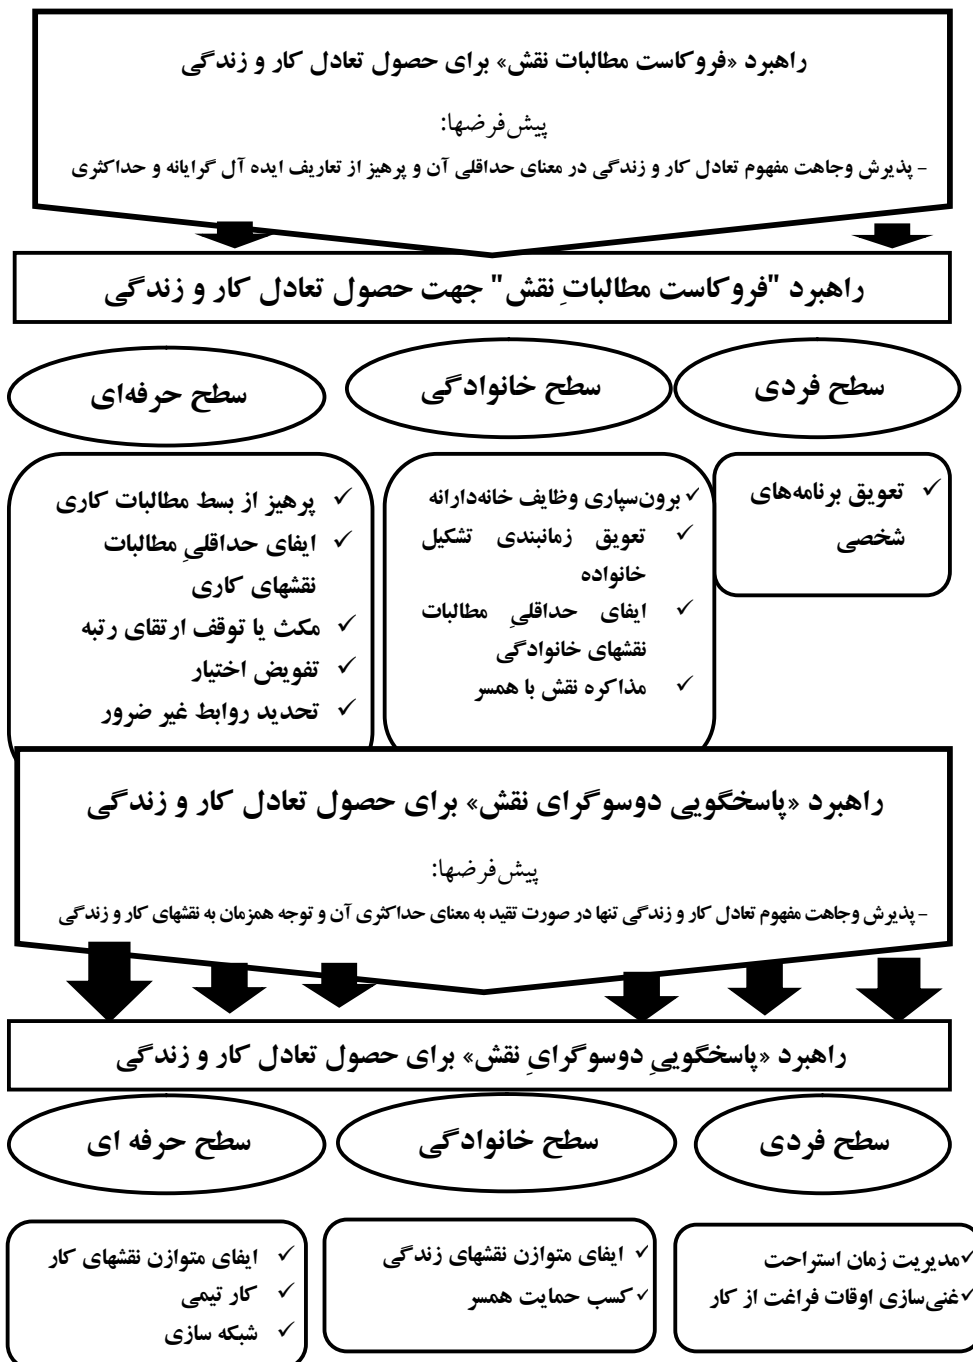 راهبرد «فروکاست مطالبات نقش» برای حصول تعادل کار و زندگی
پیش‌فرضها:
- پذیرش وجاهت مفهوم تعادل کار و زندگی در معنای حداقلی آن و پرهیز از تعاریف ایده آل گرایانه و حداکثری
راهبرد "فروکاست مطالباتِ نقش" جهت حصول تعادل کار و زندگی
سطح فردی
سطح خانوادگی
سطح حرفه‌ای
✓ تعویق برنامه‌های
شخصی
✓ برون‌سپاری وظایف خانه‌دارانه
✓ تعویق زمانبندی تشکیل
خانواده
✓ ایفای حداقلیِ مطالبات
نقشهای خانوادگی
✓ مذاکره نقش با همسر
✓ پرهیز از بسط مطالبات کاری
✓ ایفای حداقلیِ مطالبات
نقشهای کاری
✓ مکث یا توقف ارتقای رتبه
✓ تفویض اختیار
✓ تحدید روابط غیر ضرور
راهبرد «پاسخگویی دوسوگرای نقش» برای حصول تعادل کار و زندگی
پیش‌فرضها:
- پذیرش وجاهت مفهوم تعادل کار و زندگی تنها در صورت تقید به معنای حداکثری آن و توجه همزمان به نقشهای کار و زندگی
راهبرد «پاسخگوییِ دوسوگرایِ نقش» برای حصول تعادل کار و زندگی
سطح فردی
سطح خانوادگی
سطح حرفه ای
✓ مدیریت زمان استراحت
✓ غنی‌سازی اوقات فراغت از کار
✓ ایفای متوازن نقشهای زندگی
✓ کسب حمایت همسر
✓ ایفای متوازن نقشهای کار
✓ کار تیمی
✓ شبکه سازی